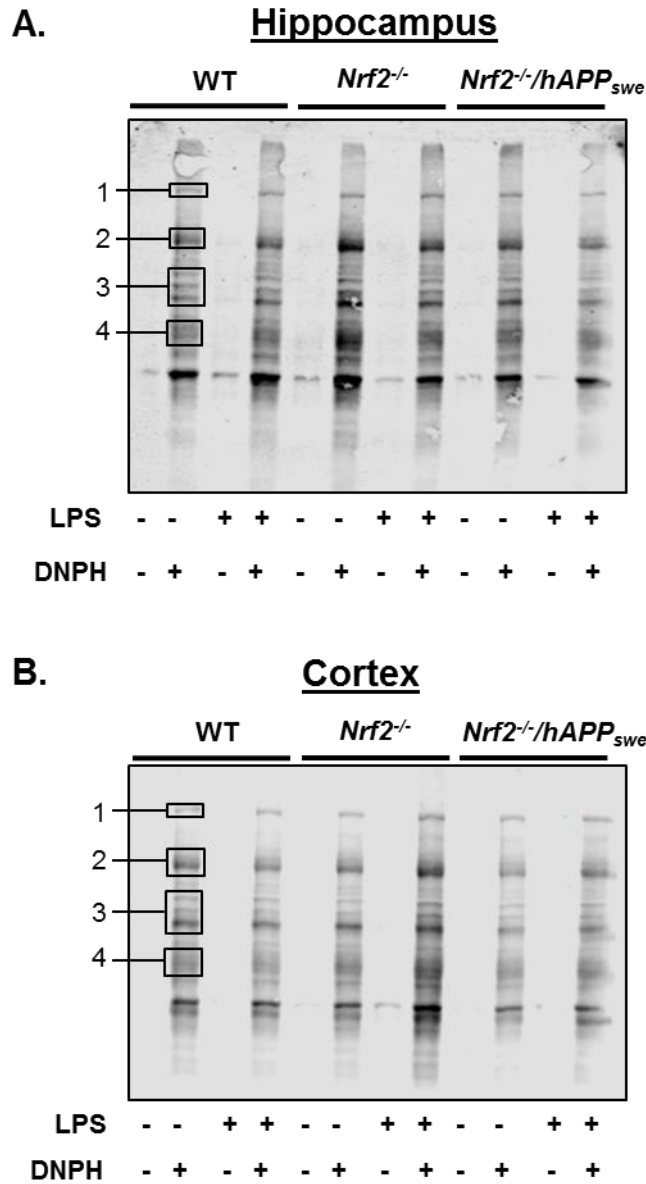 A.
Hippocampus
WT Nrf2-/- Nrf2-/-/hAPPswe
1
2
3
4
LPS - - + + - - + + - - + +
DNPH - + - + - + - + - + - +
B.
Cortex
WT Nrf2-/- Nrf2-/-/hAPPswe
1
2
3
4
LPS - - + + - - + + - - + +
DNPH - + - + - + - + - + - +